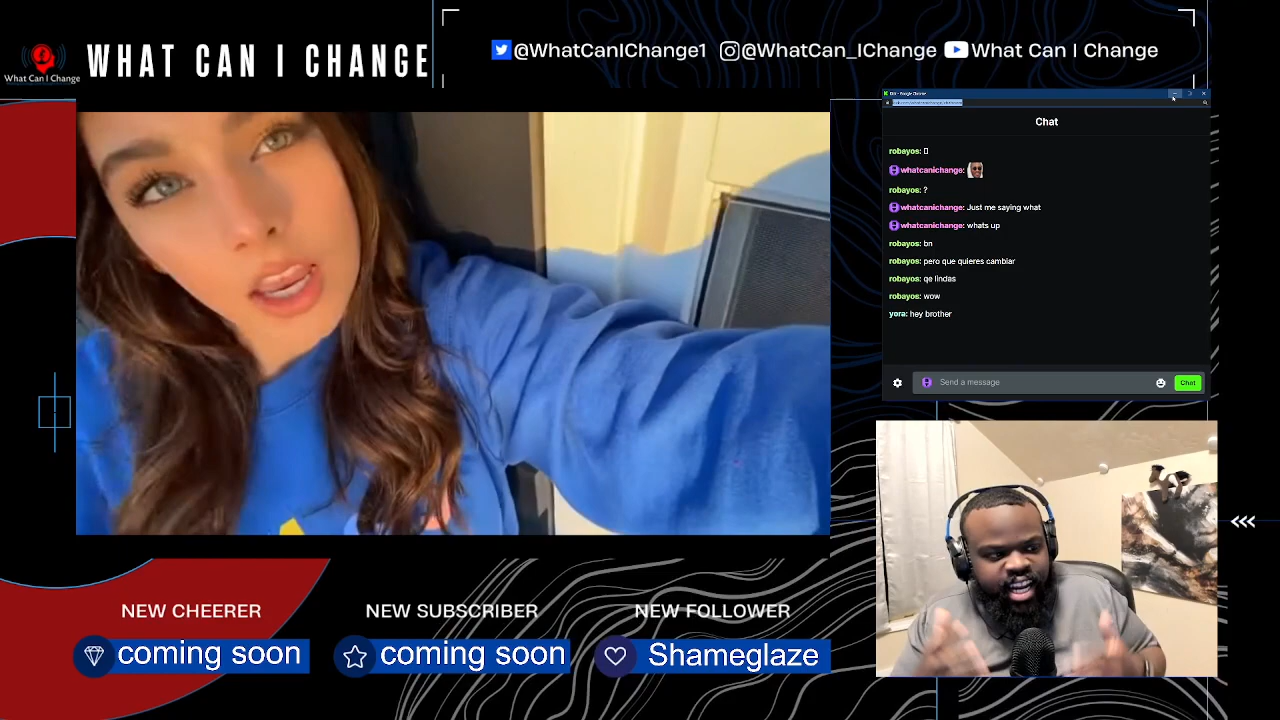 What Can I Change
WHAT CAN I CHANGE
@WhatCanIChange1
@WhatCan_IChange
What Can I Change
Chat
robayos:
whatcanichange:
robayos: ?
whatcanichange: Just me saying what
whatcanichange: whats up
robayos: bn
robayos: pero que quieres cambiar
robayos: qe lindas
robayos: wow
yora: hey brother
Send a message
Chat
NEW CHEERER
coming soon
NEW SUBSCRIBER
coming soon
NEW FOLLOWER
Shameglaze